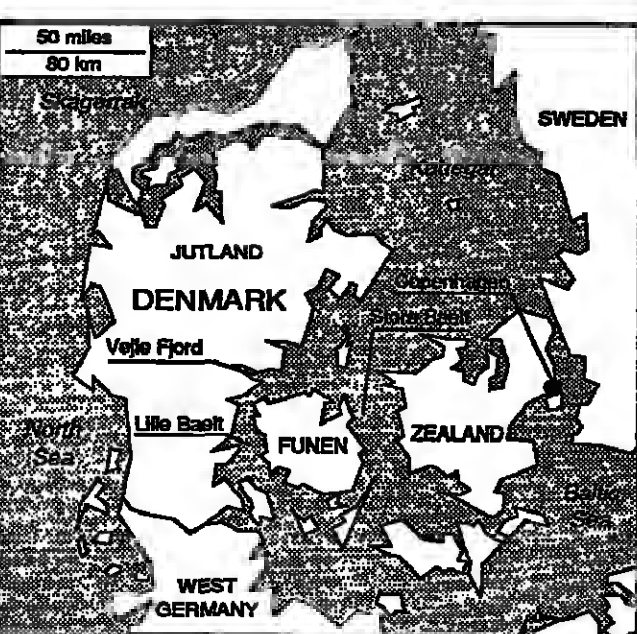 50 miles
80 km
Skagerrak
SWEDEN
Kattegat
JUTLAND
Copenhagen
DENMARK
Store Baelt
Vejle Fjord
Lille Baelt
North
Sea
FUNEN
ZEALAND
Baltic
Sea
WEST
GERMANY